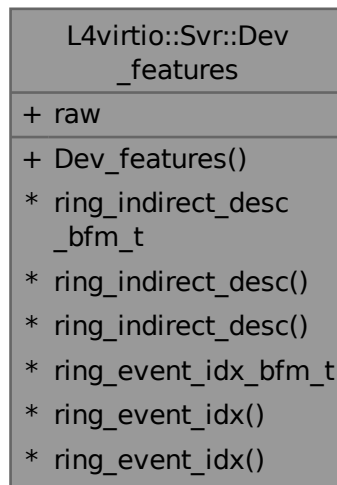 L4virtio::Svr::Dev
_features
+ raw
+ Dev_features()
* ring_indirect_desc
_bfm_t
* ring_indirect_desc()
* ring_indirect_desc()
* ring_event_idx_bfm_t
* ring_event_idx()
* ring_event_idx()